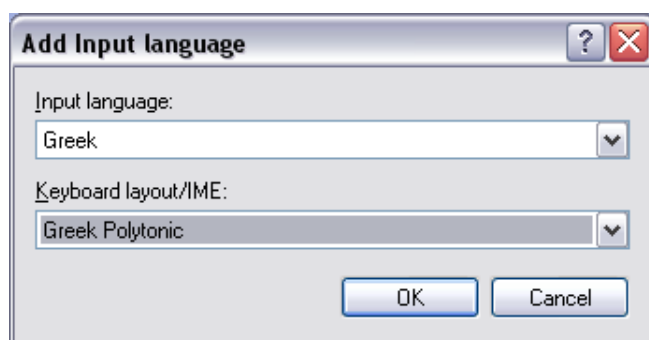 Add Input language
Input language:
Greek
Keyboard layout/IME:
Greek Polytonic
OK Cancel